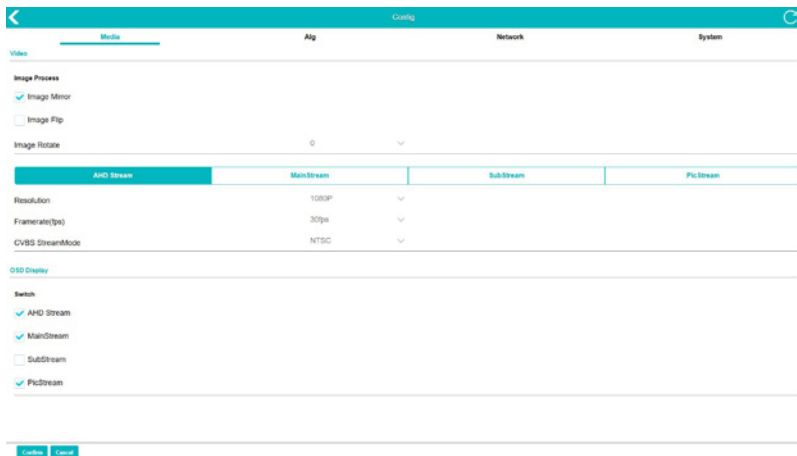 Config
Media Alg Network System
Video
Image Process
Image Mirror
Image Flip
Image Rotate 0
AHD Stream MainStream SubStream PicStream
Resolution 1080P
Framerate(fps) 30fps
CVBS StreamMode NTSC
OSD Display
Switch
AHD Stream
MainStream
SubStream
PicStream
Confirm Cancel